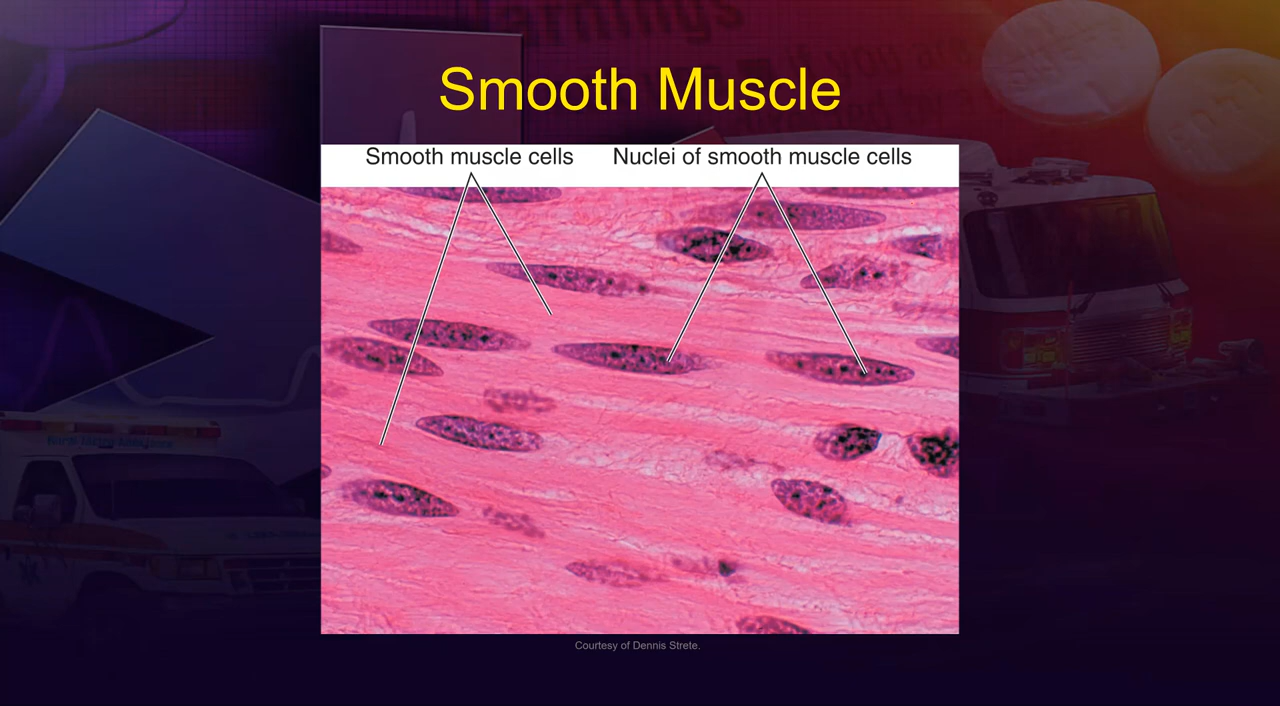 Smooth Muscle
Smooth muscle cells Nuclei of smooth muscle cells
Courtesy of Dennis Strete.